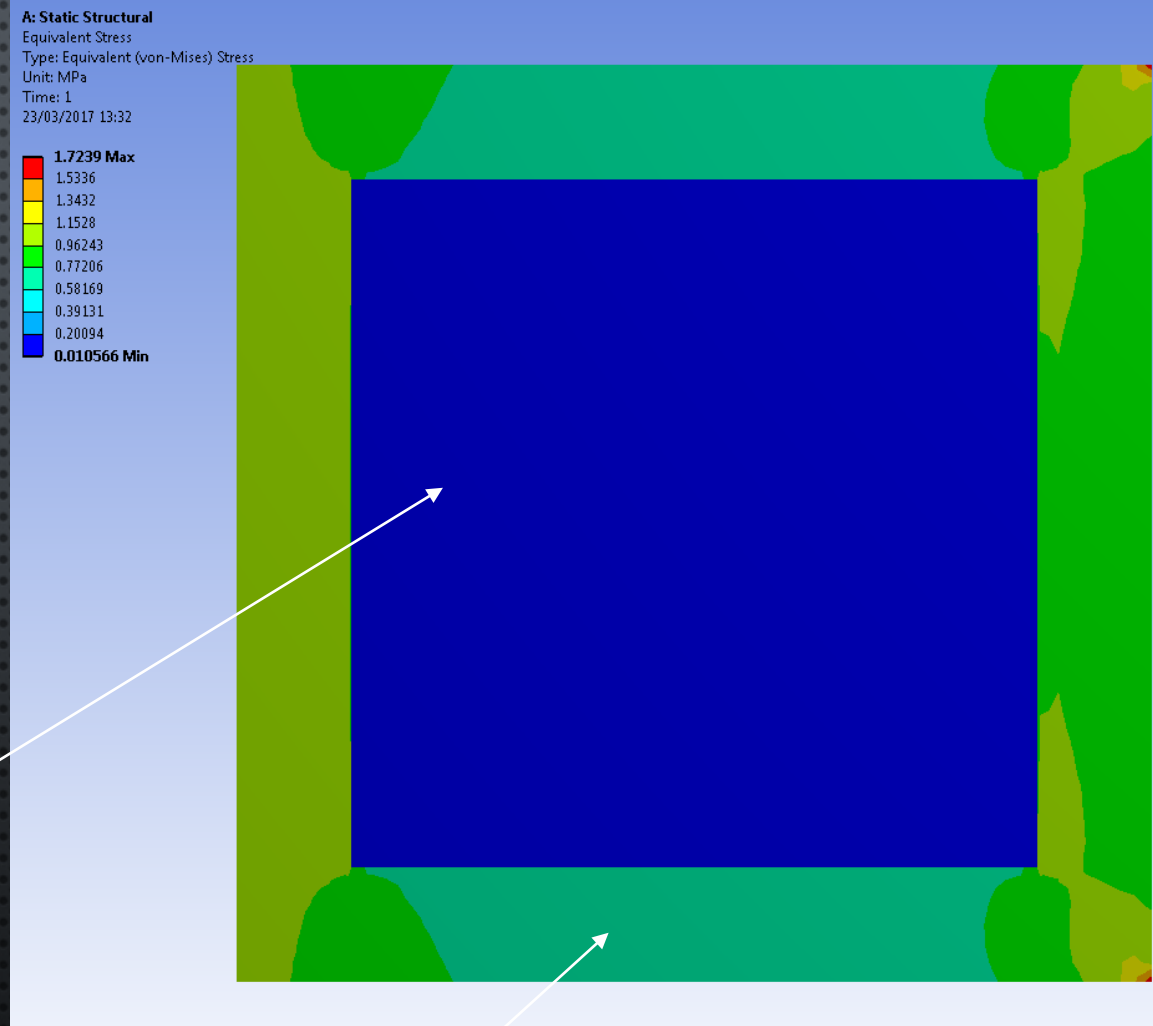 A: Static Structural
Equivalent Stress
Type: Equivalent (von-Mises) Stress
Unit: MPa
Time: 1
23/03/2017 13:32
1.7239 Max
1.5336
1.3432
1.1528
0.96243
0.77206
0.58169
0.39131
0.20094
0.010566 Min